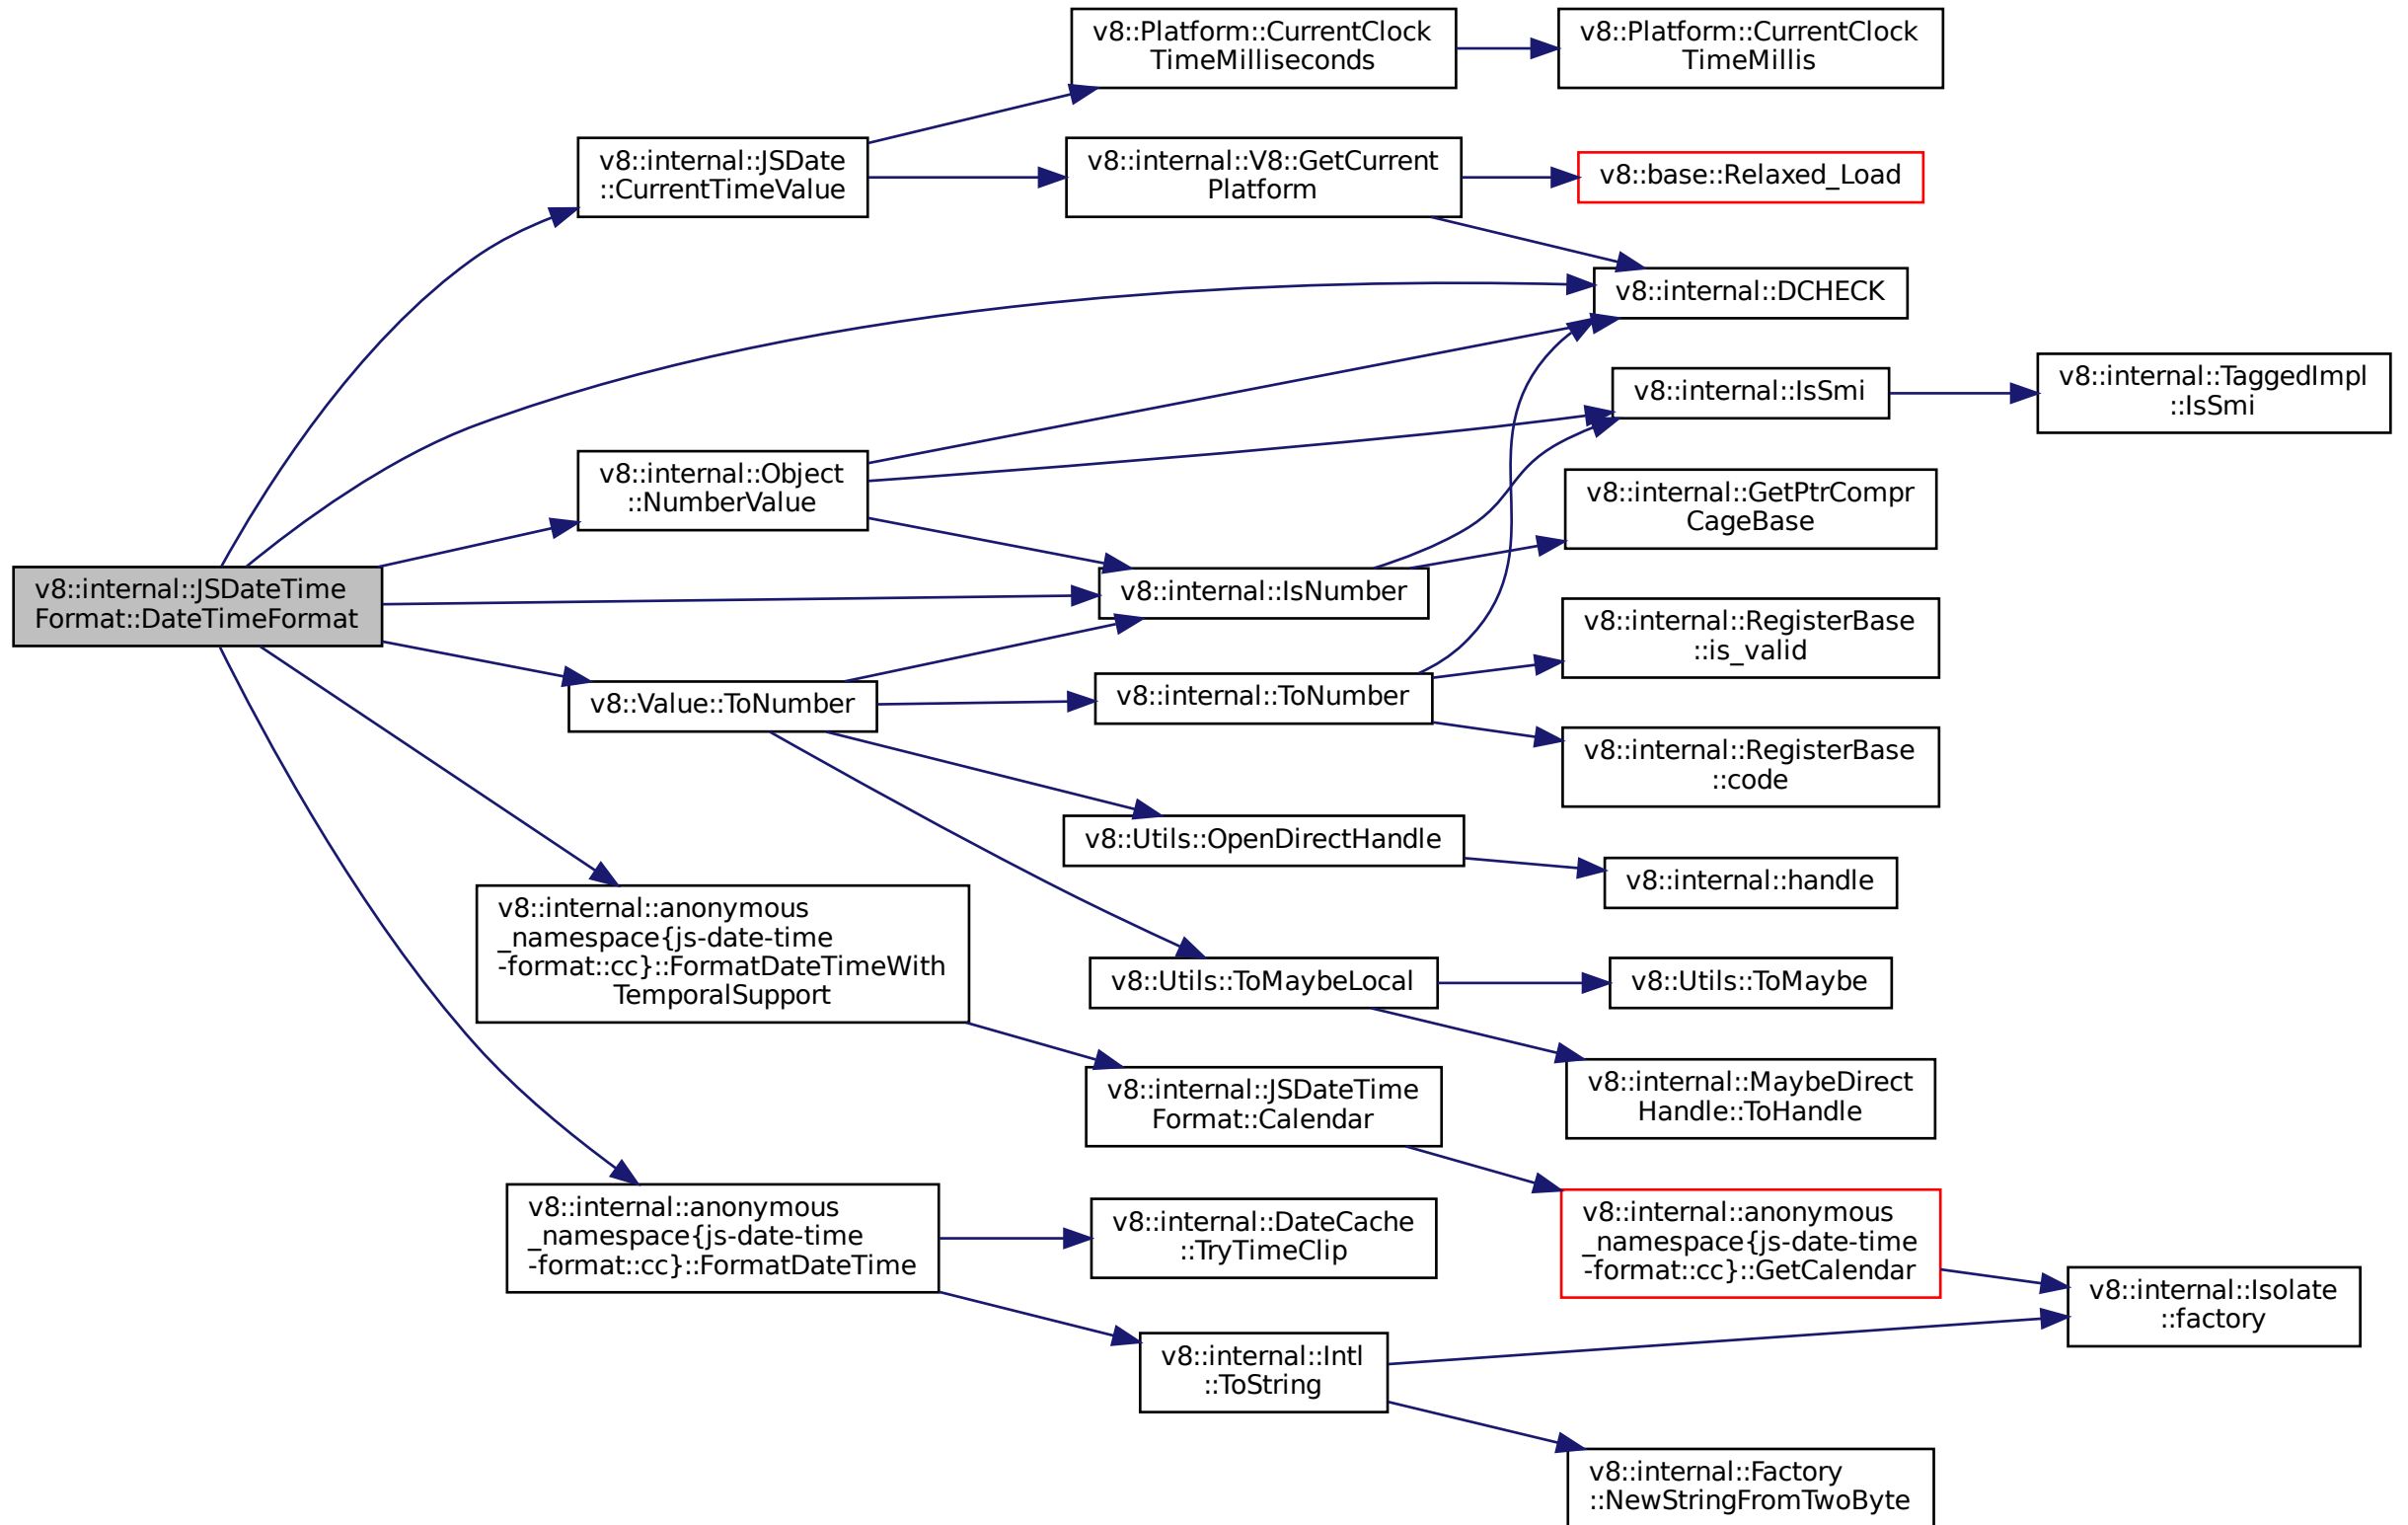 v8::Platform::CurrentClock
TimeMilliseconds
v8::Platform::CurrentClock
TimeMillis
v8::internal::JSDate
::CurrentTimeValue
v8::internal::V8::GetCurrent
Platform
v8::base::Relaxed_Load
v8::internal::DCHECK
v8::internal::IsSmi
v8::internal::TaggedImpl
::IsSmi
v8::internal::Object
::NumberValue
v8::internal::GetPtrCompr
CageBase
v8::internal::JSDateTime
Format::DateTimeFormat
v8::internal::IsNumber
v8::internal::RegisterBase
::is_valid
v8::Value::ToNumber
v8::internal::ToNumber
v8::internal::RegisterBase
::code
v8::Utils::OpenDirectHandle
v8::internal::handle
v8::internal::anonymous
_namespace{js-date-time
-format::cc}::FormatDateTimeWith
TemporalSupport
v8::Utils::ToMaybeLocal
v8::Utils::ToMaybe
v8::internal::JSDateTime
Format::Calendar
v8::internal::MaybeDirect
Handle::ToHandle
v8::internal::anonymous
_namespace{js-date-time
-format::cc}::FormatDateTime
v8::internal::DateCache
::TryTimeClip
v8::internal::anonymous
_namespace{js-date-time
-format::cc}::GetCalendar
v8::internal::Isolate
::factory
v8::internal::Intl
::ToString
v8::internal::Factory
::NewStringFromTwoByte